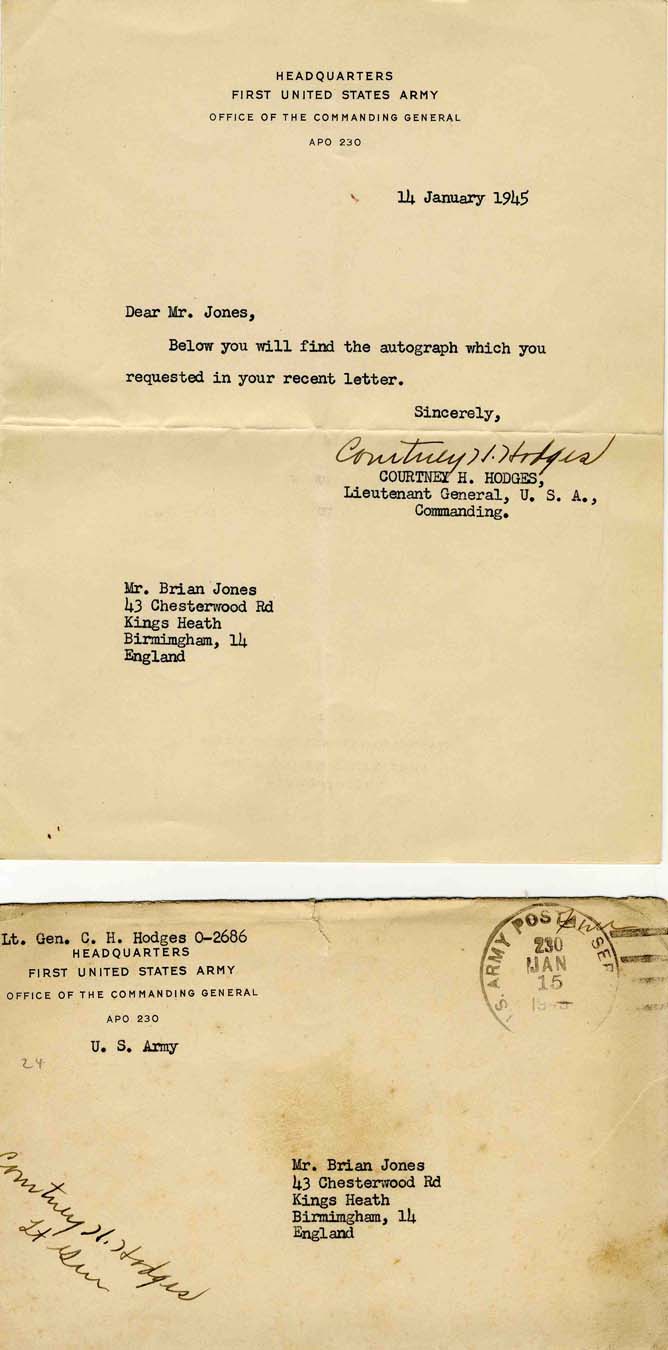 HEADQUARTERS
FIRST UNITED STATES ARMY
OFFICE OF THE COMMANDING GENERAL
APO 230
14 January 1945
Dear Mr. Jones,
Below you will find the autograph which you
requested in your recent letter.
Sincerely,
Courtney H. Hodges
COURTNEY H. HODGES,
Lieutenant General, U. S. A.,
Commanding.
Mr. Brian Jones
43 Chesterwood Rd
Kings Heath
Birmimgham, 14
England
Lt. Gen. C. H. Hodges O-2686
HEADQUARTERS
FIRST UNITED STATES ARMY
OFFICE OF THE COMMANDING GENERAL
APO 230
U. S. Army
24
S. ARMY POSTAL SER
230
JAN
15
Mr. Brian Jones
43 Chesterwood Rd
Kings Heath
Birmimgham, 14
England
Courtney H. Hodges
Lt Gen